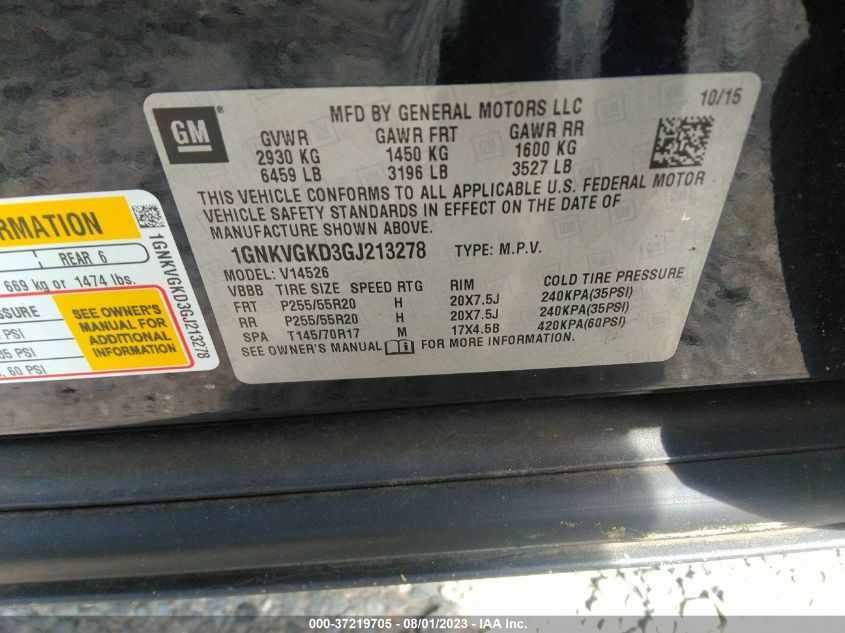 GM®
MFD BY GENERAL MOTORS LLC 10/15
GVWR GAWR FRT GAWR RR
2930 KG 1450 KG 1600 KG
6459 LB 3196 LB 3527 LB
THIS VEHICLE CONFORMS TO ALL APPLICABLE U.S. FEDERAL MOTOR
VEHICLE SAFETY STANDARDS IN EFFECT ON THE DATE OF
MANUFACTURE SHOWN ABOVE.
1GNKVGKD3GJ213278 TYPE: M.P.V.
MODEL: V14526
VBBB TIRE SIZE SPEED RTG RIM COLD TIRE PRESSURE
FRT P255/55R20 H 20X7.5J 240KPA(35PSI)
RR P255/55R20 H 20X7.5J 240KPA(35PSI)
SPA T145/70R17 M 17X4.5B 420KPA(60PSI)
SEE OWNER'S MANUAL FOR MORE INFORMATION.
REAR 6
669 kg or 1474 lbs.
SEE OWNER'S
MANUAL FOR
ADDITIONAL
INFORMATION
PSI
60 PSI
1GNKVGKD3GJ213278
000-37219705 - 08/01/2023 - IAA Inc.